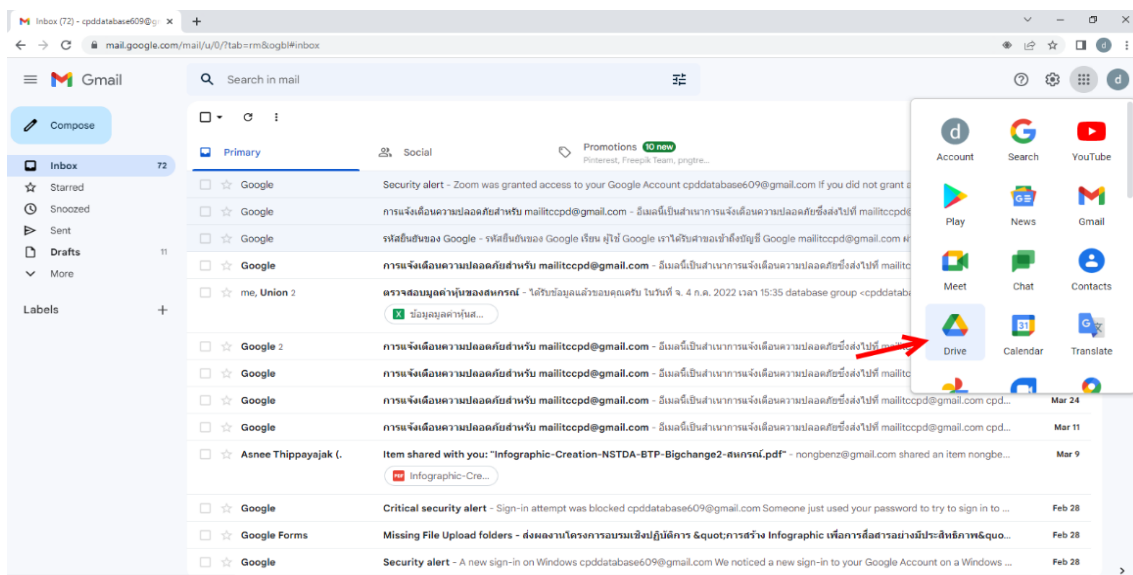 Inbox (72) - cpddatabase609@g
mail.google.com/mail/u/0/?tab=rm&ogbl#inbox
Gmail
Search in mail
Compose
Inbox 72
Starred
Snoozed
Sent
Drafts 11
More
Labels
Primary
Social
Promotions 10 new
Pinterest, Freepik Team, pngtre...
Google Security alert - Zoom was granted access to your Google Account cpddatabase609@gmail.com If you did not grant a
Google การแจ้งเตือนความปลอดภัยสำหรับ mailitccpd@gmail.com - อีเมลนี้เป็นสำเนาการแจ้งเตือนความปลอดภัยซึ่งส่งไปที่ mailitccpd@
Google รหัสยืนยันของ Google - รหัสยืนยันของ Google เรียน ผู้ใช้ Google เราได้รับคำขอเข้าถึงบัญชี Google mailitccpd@gmail.com
Google การแจ้งเตือนความปลอดภัยสำหรับ mailitccpd@gmail.com - อีเมลนี้เป็นสำเนาการแจ้งเตือนความปลอดภัยซึ่งส่งไปที่ mailitc
me, Union 2 ตรวจสอบมูลค่าหุ้นของสหกรณ์ - ได้รับข้อมูลแล้วขอบคุณครับ ในวันที่ จ. 4 ก.ค. 2022 เวลา 15:35 database group <cpddatab
ข้อมูลมูลค่าหุ้นส...
Google 2 การแจ้งเตือนความปลอดภัยสำหรับ mailitccpd@gmail.com - อีเมลนี้เป็นสำเนาการแจ้งเตือนความปลอดภัยซึ่งส่งไปที่
Google การแจ้งเตือนความปลอดภัยสำหรับ mailitccpd@gmail.com - อีเมลนี้เป็นสำเนาการแจ้งเตือนความปลอดภัยซึ่งส่งไปที่ mailitc
Google การแจ้งเตือนความปลอดภัยสำหรับ mailitccpd@gmail.com - อีเมลนี้เป็นสำเนาการแจ้งเตือนความปลอดภัยซึ่งส่งไปที่ mailitccpd@gmail.com cpd... Mar 24
Google การแจ้งเตือนความปลอดภัยสำหรับ mailitccpd@gmail.com - อีเมลนี้เป็นสำเนาการแจ้งเตือนความปลอดภัยซึ่งส่งไปที่ mailitccpd@gmail.com cpd... Mar 11
Asnee Thippayajak (. Item shared with you: "Infographic-Creation-NSTDA-BTP-Bigchange2-สหกรณ์.pdf" - nongbenz@gmail.com shared an item nongbe... Mar 9
PDF Infographic-Cre...
Google Critical security alert - Sign-in attempt was blocked cpddatabase609@gmail.com Someone just used your password to try to sign in to ... Feb 28
Google Forms Missing File Upload folders - ส่งผลงานโครงการอบรมเชิงปฏิบัติการ &quot;การสร้าง Infographic เพื่อการสื่อสารอย่างมีประสิทธิภาพ&quo... Feb 28
Google Security alert - A new sign-in on Windows cpddatabase609@gmail.com We noticed a new sign-in to your Google Account on a Windows ... Feb 28
Account Search YouTube
Play News Gmail
Meet Chat Contacts
Drive Calendar Translate